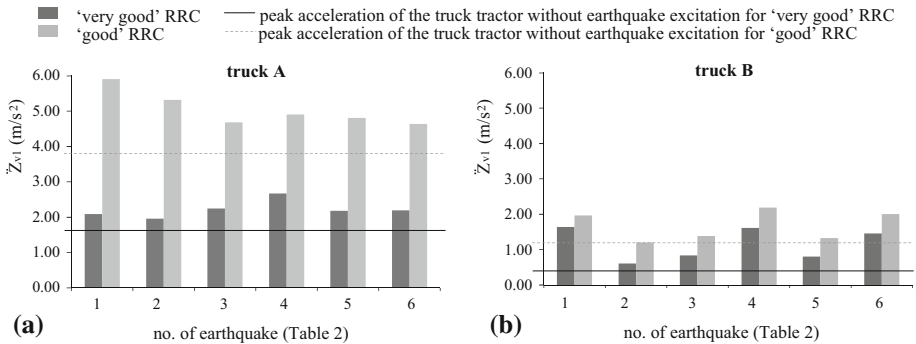 ‘very good’ RRC
peak acceleration of the truck tractor without earthquake excitation for ‘very good’ RRC
‘good’ RRC
peak acceleration of the truck tractor without earthquake excitation for ‘good’ RRC
truck A
Z̈v1 (m/s²)
6.00
5.00
4.00
3.00
2.00
1.00
0.00
1 2 3 4 5 6
no. of earthquake (Table 2)
(a)
truck B
Z̈v1 (m/s²)
6.00
5.00
4.00
3.00
2.00
1.00
0.00
1 2 3 4 5 6
no. of earthquake (Table 2)
(b)